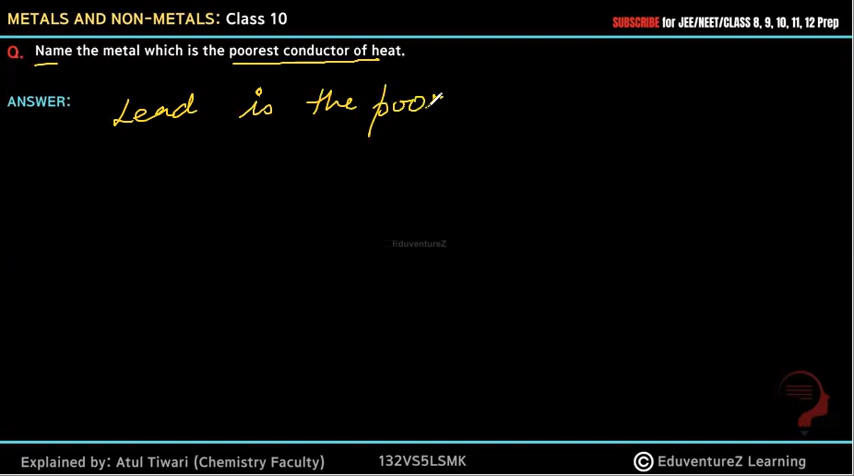 METALS AND NON-METALS: Class 10
SUBSCRIBE for JEE/NEET/CLASS 8, 9, 10, 11, 12 Prep
Q. Name the metal which is the poorest conductor of heat.
ANSWER: Lead is the poor
EduventureZ
Explained by: Atul Tiwari (Chemistry Faculty)
132VS5LSMK
© EduventureZ Learning